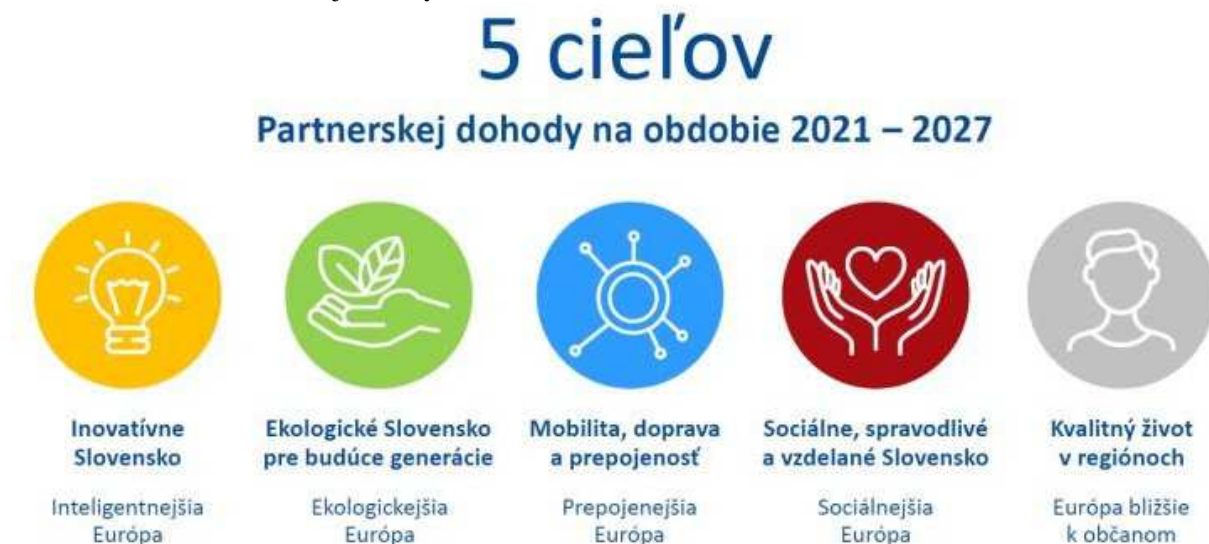 5 cieľov
Partnerskej dohody na obdobie 2021 – 2027
Inovatívne
Slovensko
Inteligentnejšia
Európa
Ekologické Slovensko
pre budúce generácie
Ekologickejšia
Európa
Mobilita, doprava
a prepojenosť
Prepojenejšia
Európa
Sociálne, spravodlivé
a vzdelané Slovensko
Sociálnejšia
Európa
Kvalitný život
v regiónoch
Európa bližšie
k občanom